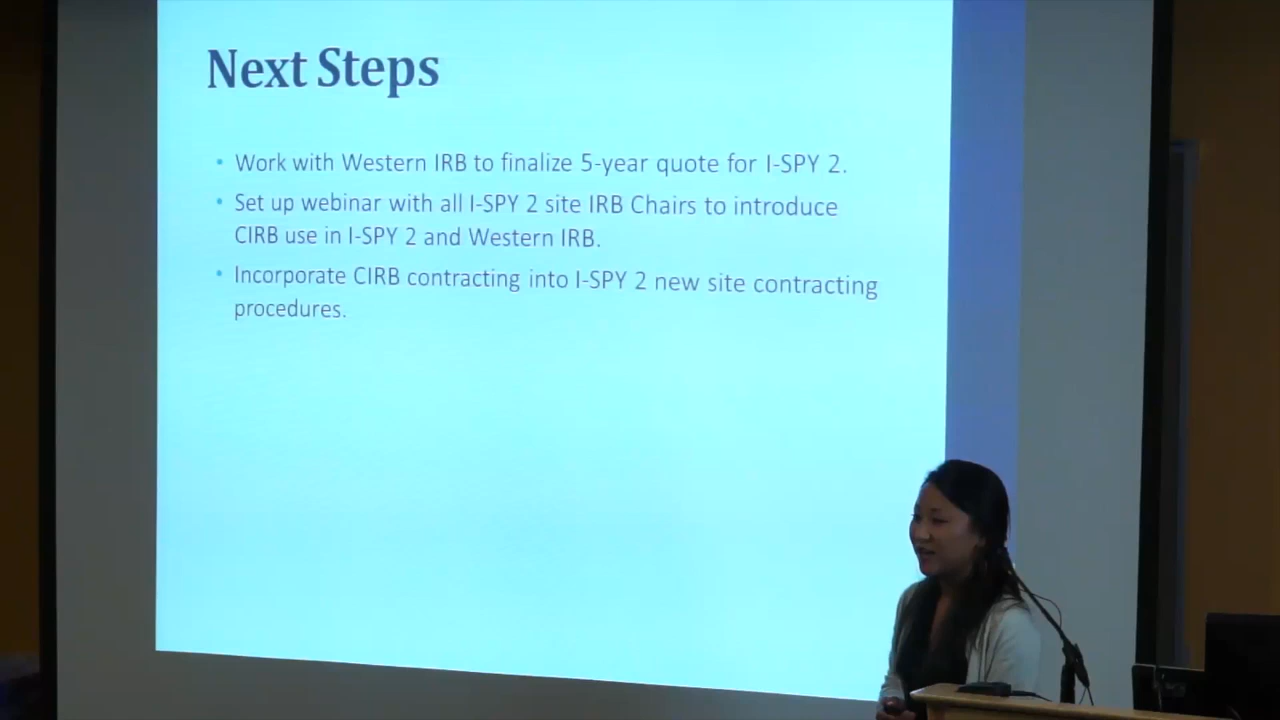 Next Steps
• Work with Western IRB to finalize 5-year quote for I-SPY 2.
• Set up webinar with all I-SPY 2 site IRB Chairs to introduce
CIRB use in I-SPY 2 and Western IRB.
• Incorporate CIRB contracting into I-SPY 2 new site contracting
procedures.